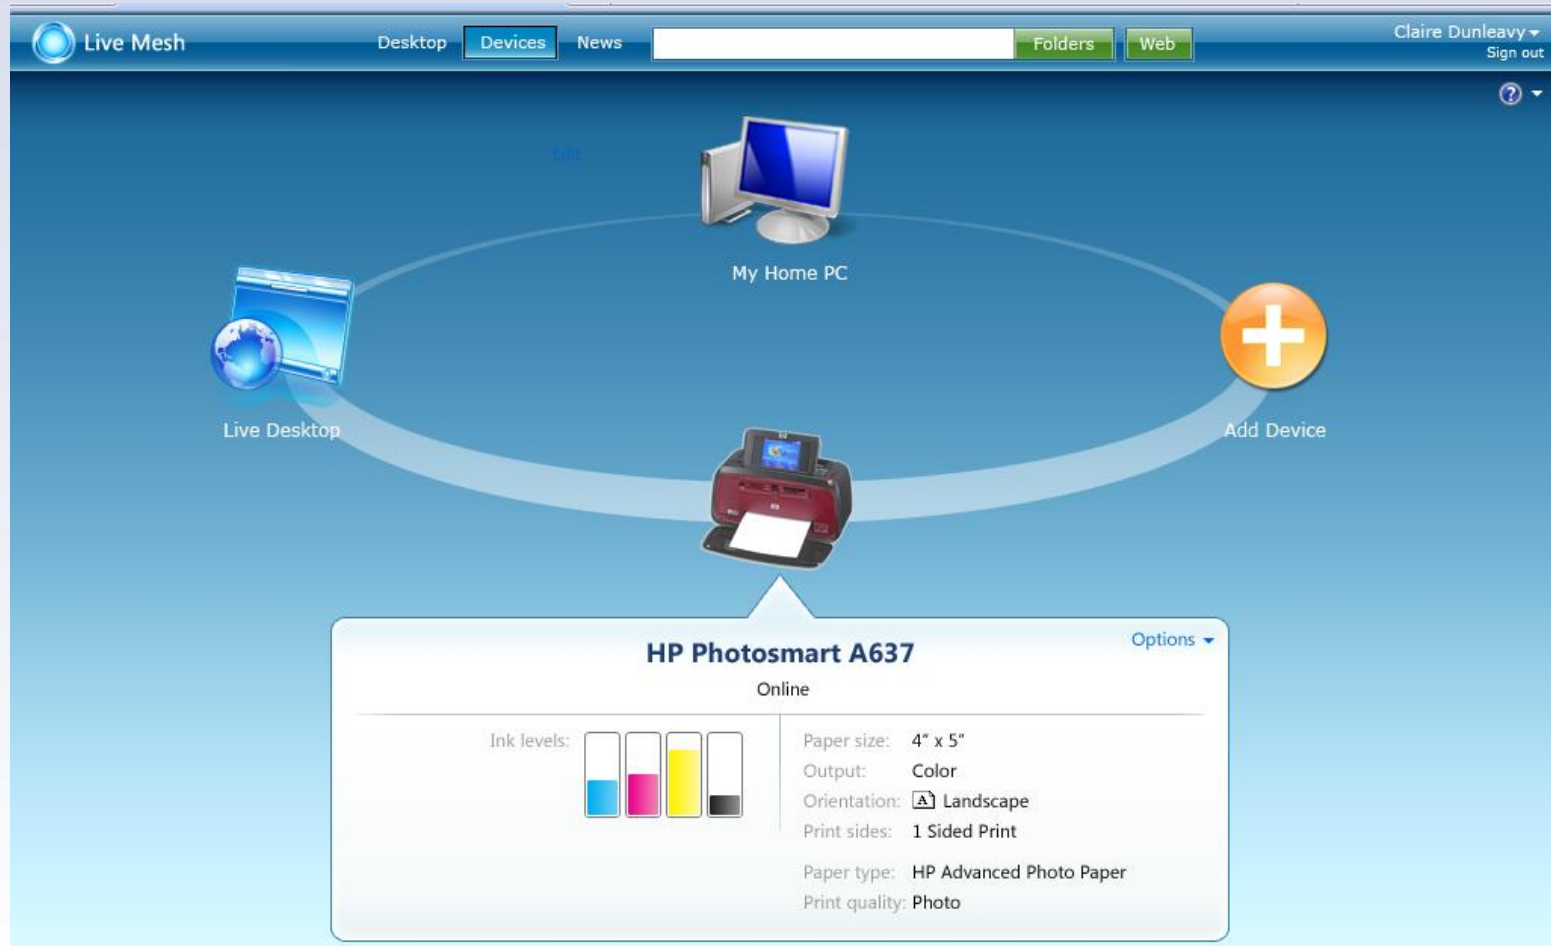 Live Mesh
Desktop Devices News Folders Web
Claire Dunleavy
Sign out
?
Edit
My Home PC
Live Desktop
Add Device
HP Photosmart A637
Options
Online
Ink levels:
Paper size: 4" x 5"
Output: Color
Orientation: A Landscape
Print sides: 1 Sided Print
Paper type: HP Advanced Photo Paper
Print quality: Photo